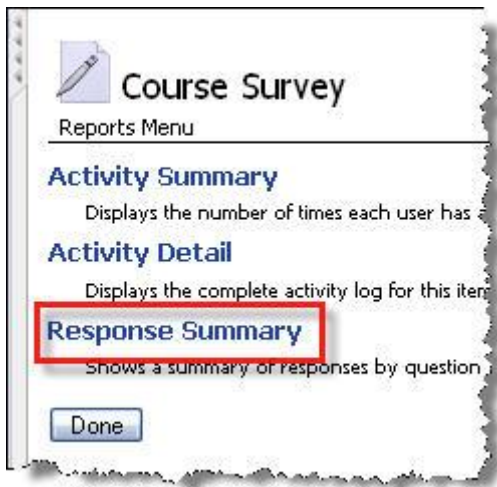 Course Survey
Reports Menu
Activity Summary
Displays the number of times each user has
Activity Detail
Displays the complete activity log for this item
Response Summary
Shows a summary of responses by question
Done